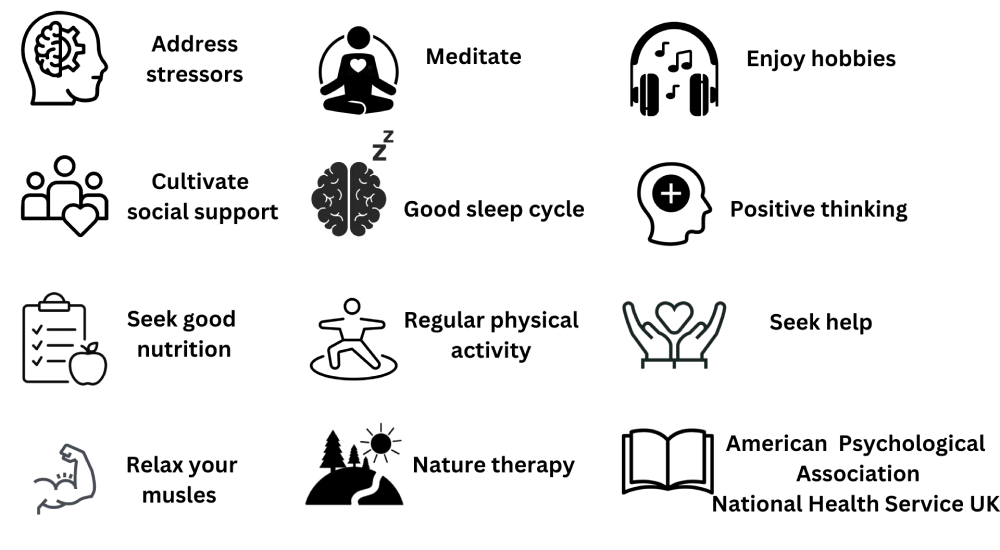 Address
stressors
Meditate
Enjoy hobbies
Cultivate
social support
z z
Good sleep cycle
Positive thinking
Seek good
nutrition
Regular physical
activity
Seek help
Relax your
musles
Nature therapy
American Psychological
Association
National Health Service UK